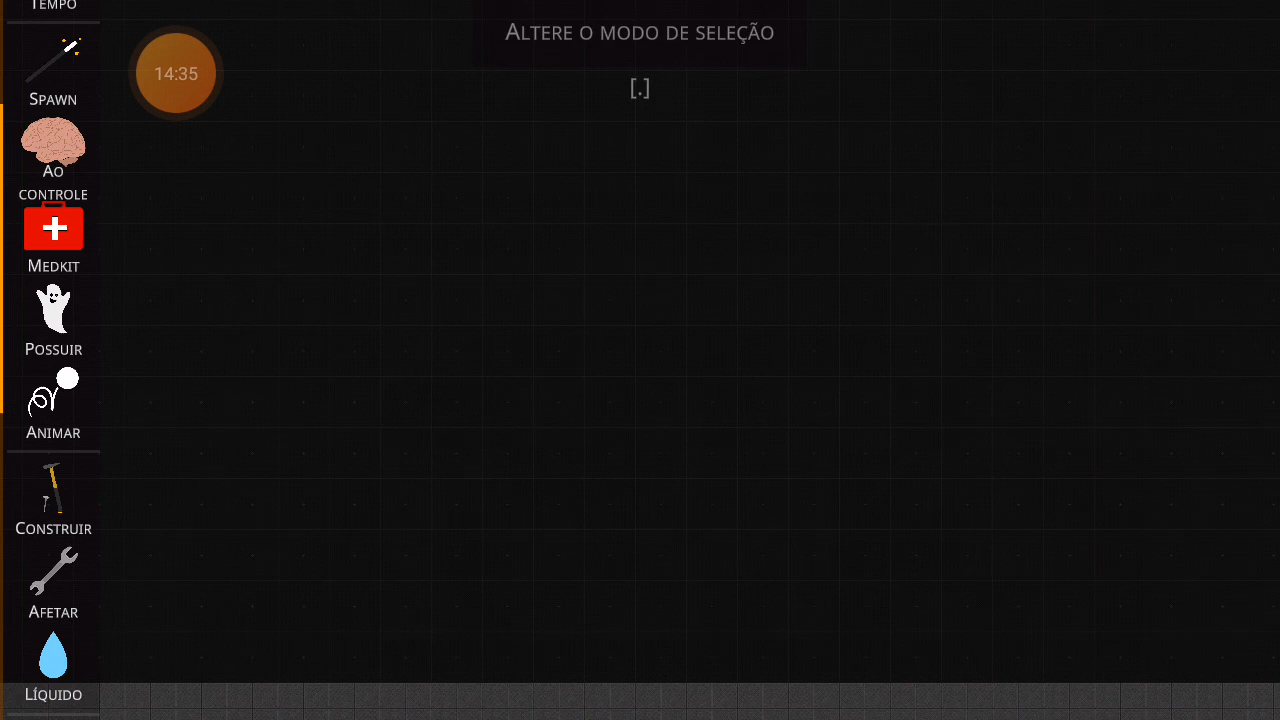 Tempo
Spawn
Ao
controle
Medkit
Possuir
Animar
Construir
Afetar
Líquido
14:35
Altere o modo de seleção
[.]